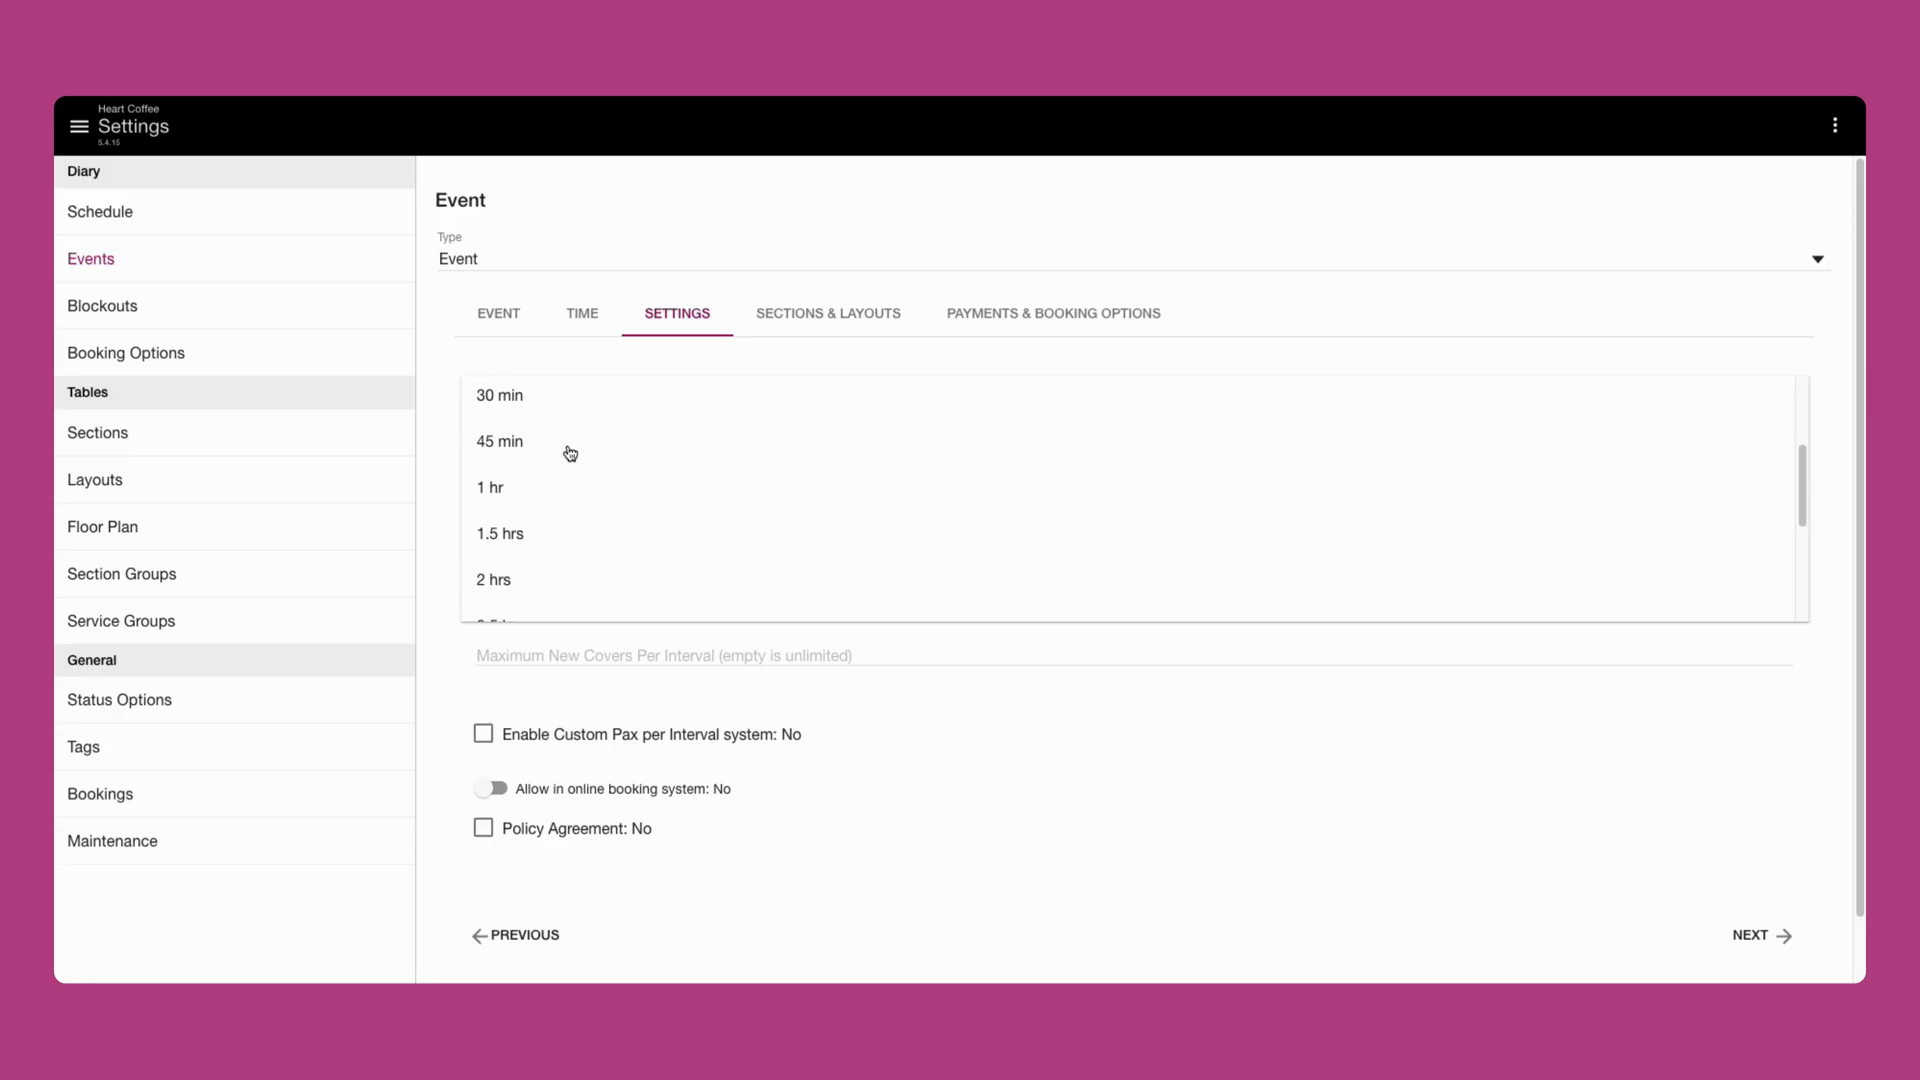 Heart Coffee
Settings
5.4.15
Diary
Schedule
Events
Blockouts
Booking Options
Tables
Sections
Layouts
Floor Plan
Section Groups
Service Groups
General
Status Options
Tags
Bookings
Maintenance
Event
Type
Event
EVENT TIME SETTINGS SECTIONS & LAYOUTS PAYMENTS & BOOKING OPTIONS
30 min
45 min
1 hr
1.5 hrs
2 hrs
Maximum New Covers Per Interval (empty is unlimited)
Enable Custom Pax per Interval system: No
Allow in online booking system: No
Policy Agreement: No
PREVIOUS
NEXT